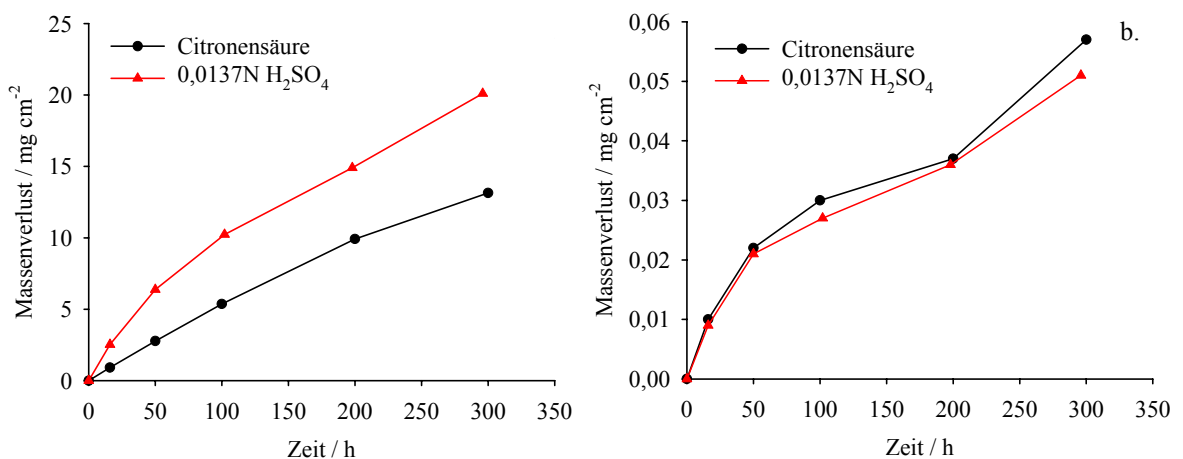 25
20
15
10
5
0
Massenverlust / mg cm⁻²
Citronensäure
0,0137N H₂SO₄
0 50 100 150 200 250 300 350
Zeit / h
b.
0,06
0,05
0,04
0,03
0,02
0,01
0,00
Massenverlust / mg cm⁻²
Citronensäure
0,0137N H₂SO₄
0 50 100 150 200 250 300 350
Zeit / h